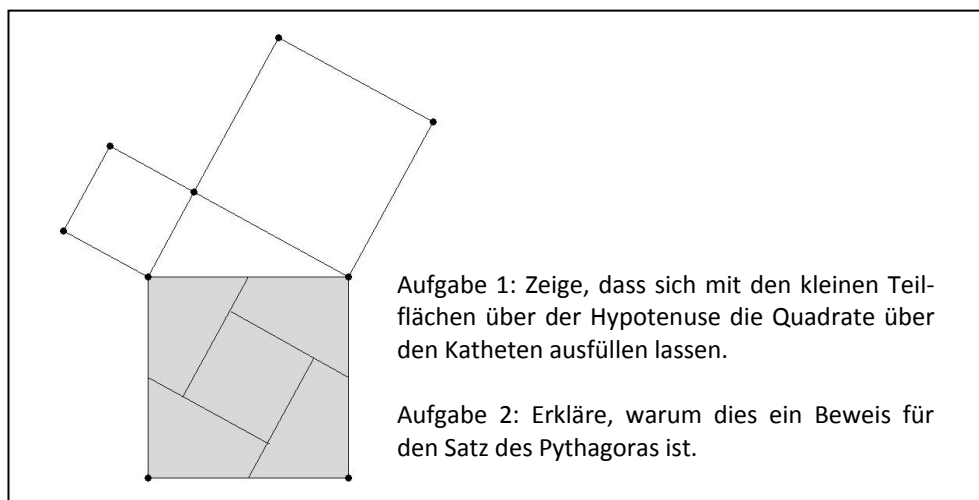 Aufgabe 1: Zeige, dass sich mit den kleinen Teil-
flächen über der Hypotenuse die Quadrate über
den Katheten ausfüllen lassen.
Aufgabe 2: Erkläre, warum dies ein Beweis für
den Satz des Pythagoras ist.